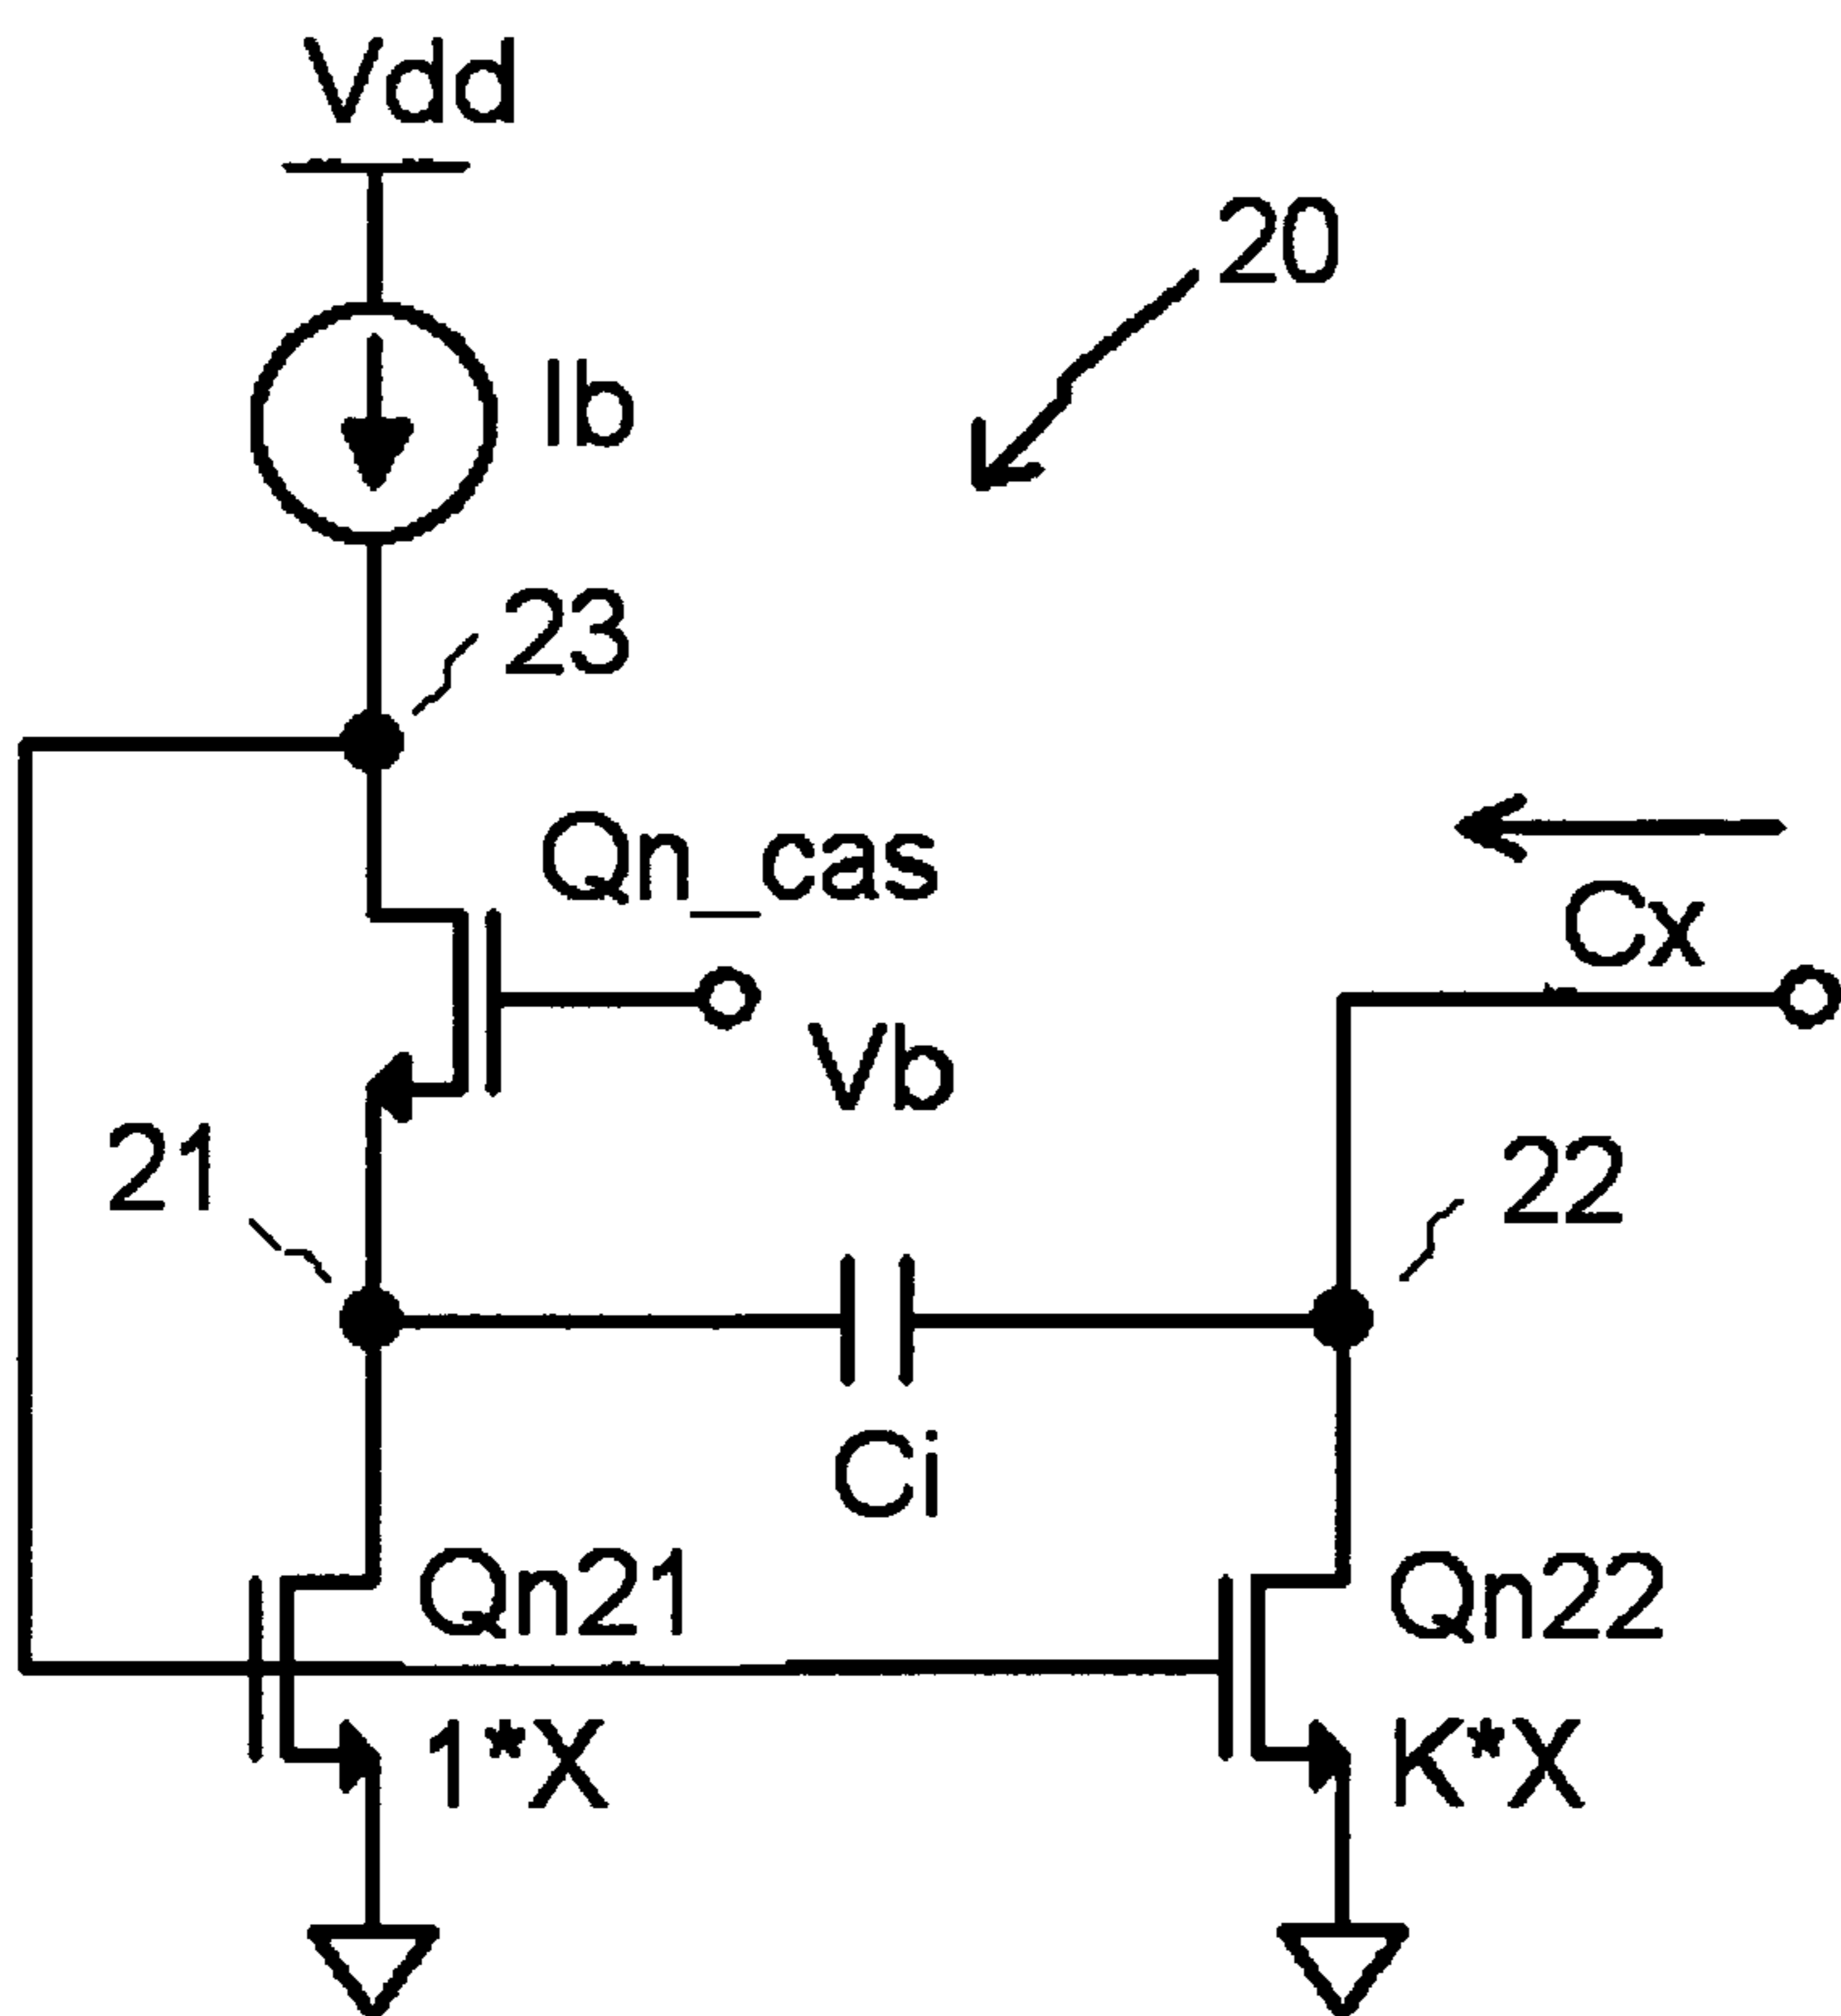 Vdd
20
Ib
23
Qn_cas
Cx
Vb
21
22
Ci
Qn21
Qn22
1*X
K*X